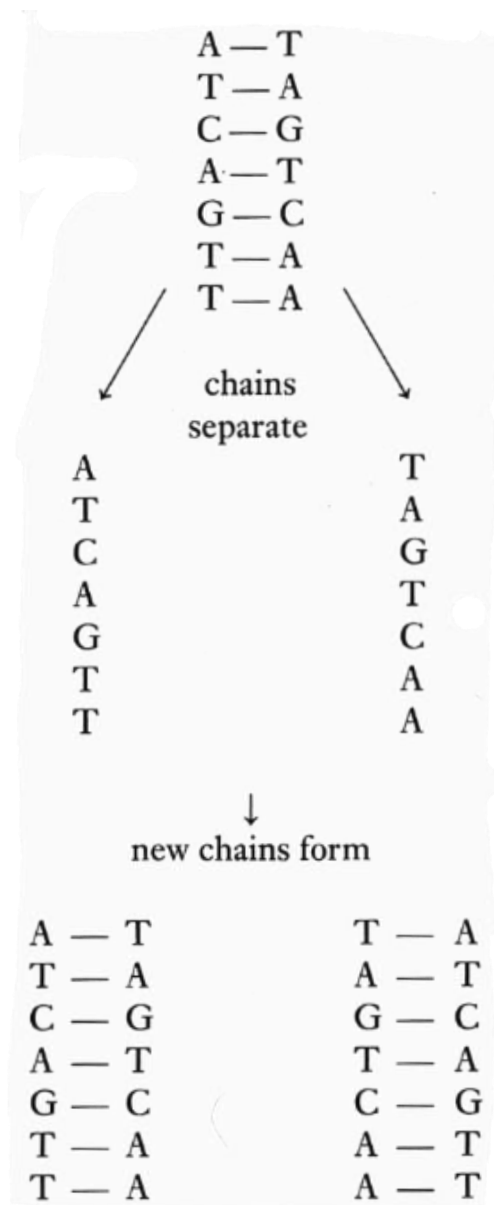 A — T
T — A
C — G
A — T
G — C
T — A
T — A
chains
separate
A T
T A
C G
A T
G C
T A
T A
new chains form
A — T T — A
T — A A — T
C — G G — C
A — T T — A
G — C C — G
T — A A — T
T — A A — T